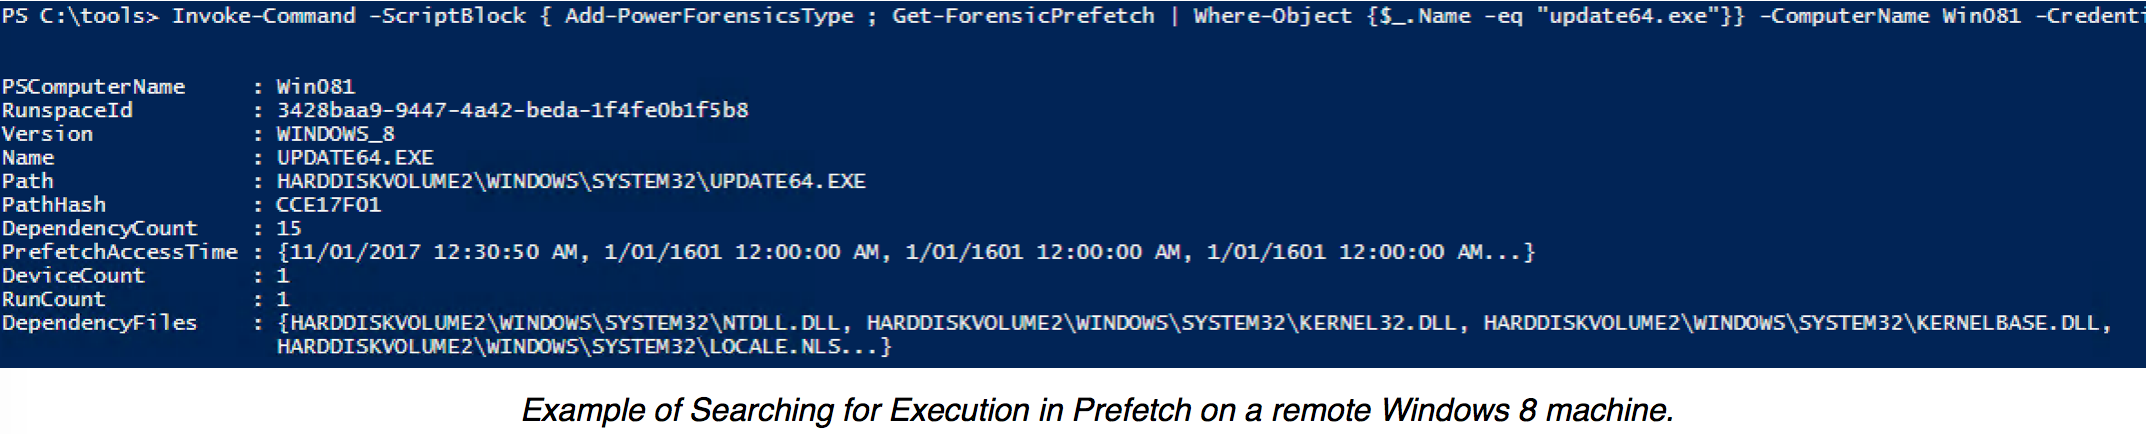 PS C:\tools> Invoke-Command -ScriptBlock { Add-PowerForensicsType ; Get-ForensicPrefetch | Where-Object {$_.Name -eq "update64.exe"}} -ComputerName Win081 -Credenti
PSComputerName : Win081
RunspaceId : 3428baa9-9447-4a42-beda-1f4fe0b1f5b8
Version : WINDOWS_8
Name : UPDATE64.EXE
Path : HARDDISKVOLUME2\WINDOWS\SYSTEM32\UPDATE64.EXE
PathHash : CCE17F01
DependencyCount : 15
PrefetchAccessTime : {11/01/2017 12:30:50 AM, 1/01/1601 12:00:00 AM, 1/01/1601 12:00:00 AM, 1/01/1601 12:00:00 AM...}
DeviceCount : 1
RunCount : 1
DependencyFiles : {HARDDISKVOLUME2\WINDOWS\SYSTEM32\NTDLL.DLL, HARDDISKVOLUME2\WINDOWS\SYSTEM32\KERNEL32.DLL, HARDDISKVOLUME2\WINDOWS\SYSTEM32\KERNELBASE.DLL,
HARDDISKVOLUME2\WINDOWS\SYSTEM32\LOCALE.NLS...}
Example of Searching for Execution in Prefetch on a remote Windows 8 machine.